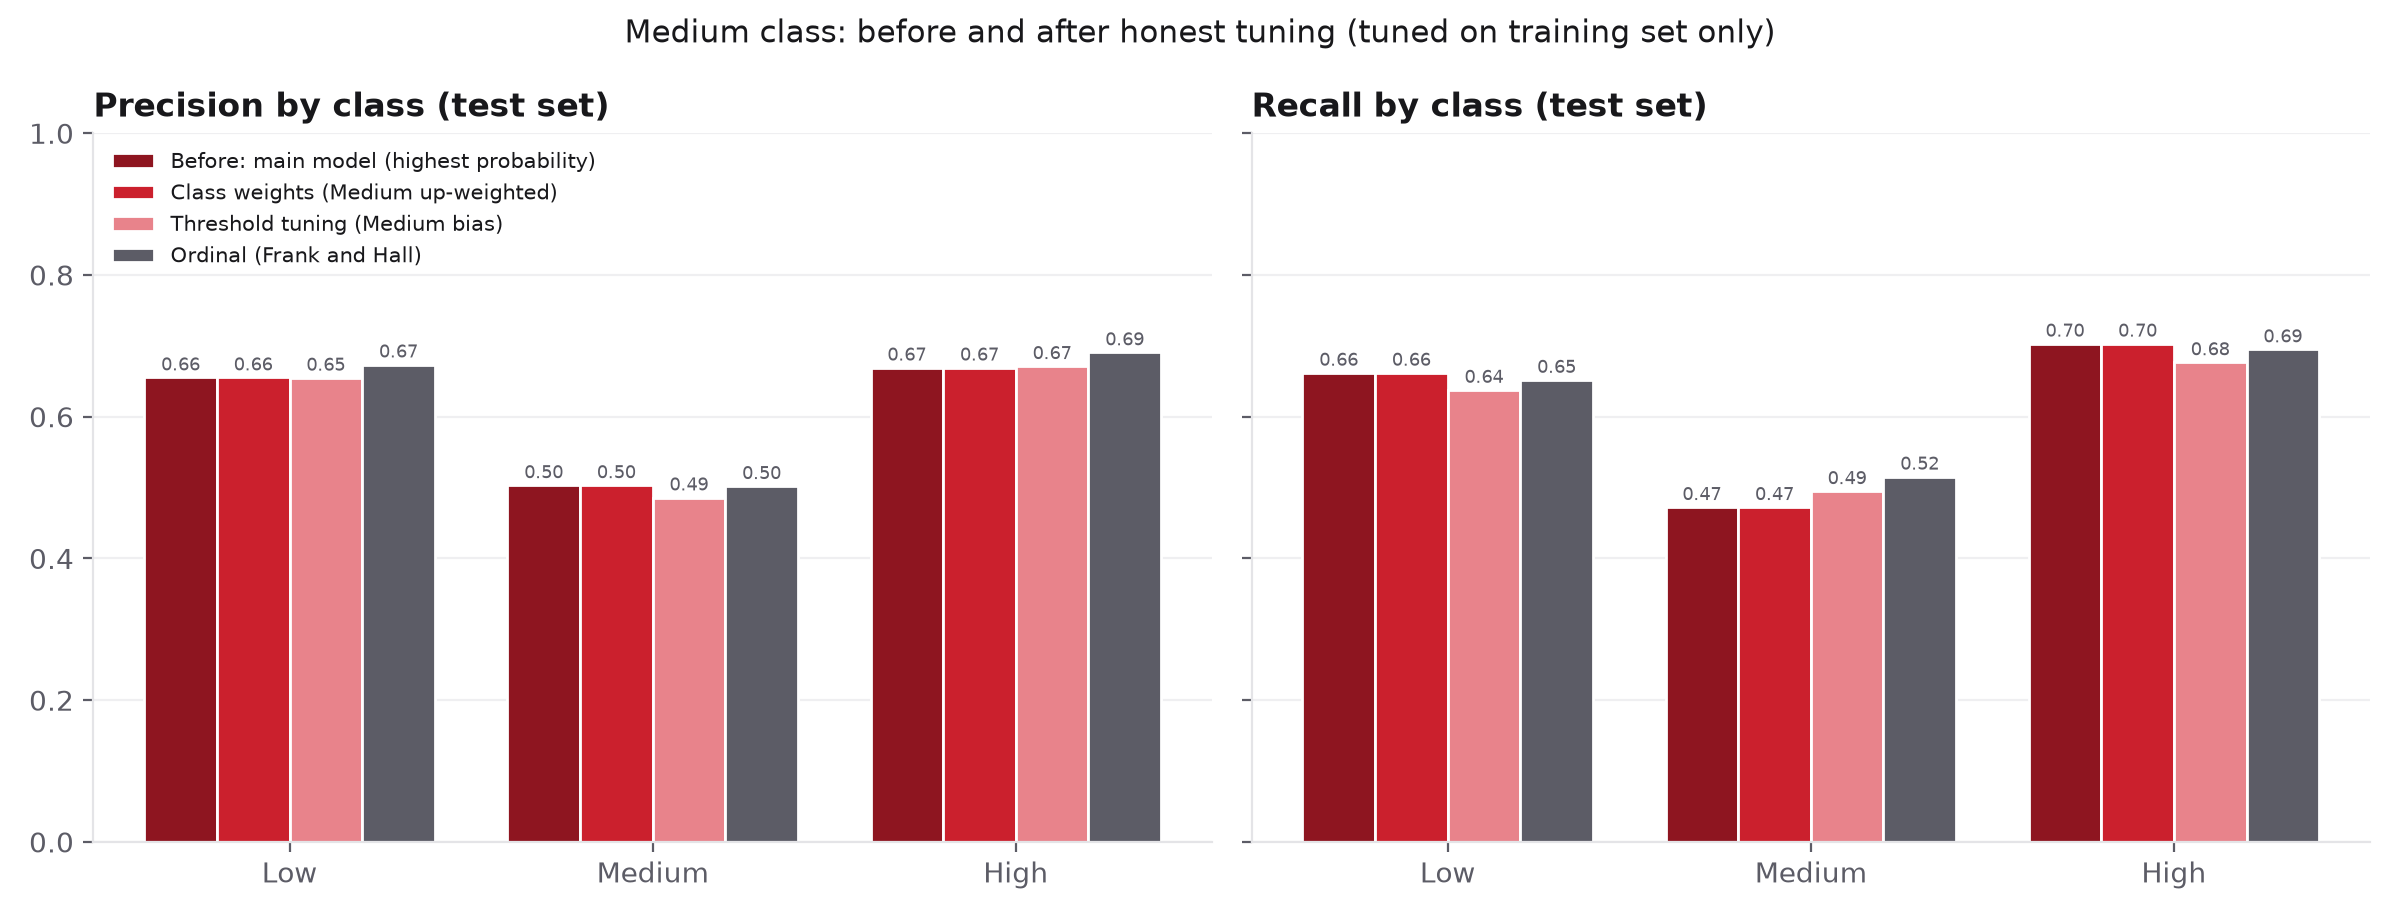 Medium class: before and after honest tuning (tuned on training set only)
Precision by class (test set)
1.0
0.8
0.6
0.4
0.2
0.0
Before: main model (highest probability)
Class weights (Medium up-weighted)
Threshold tuning (Medium bias)
Ordinal (Frank and Hall)
0.66 0.66 0.65 0.67
0.50 0.50 0.49 0.50
0.67 0.67 0.67 0.69
Low Medium High
Recall by class (test set)
0.66 0.66 0.64 0.65
0.47 0.47 0.49 0.52
0.70 0.70 0.68 0.69
Low Medium High